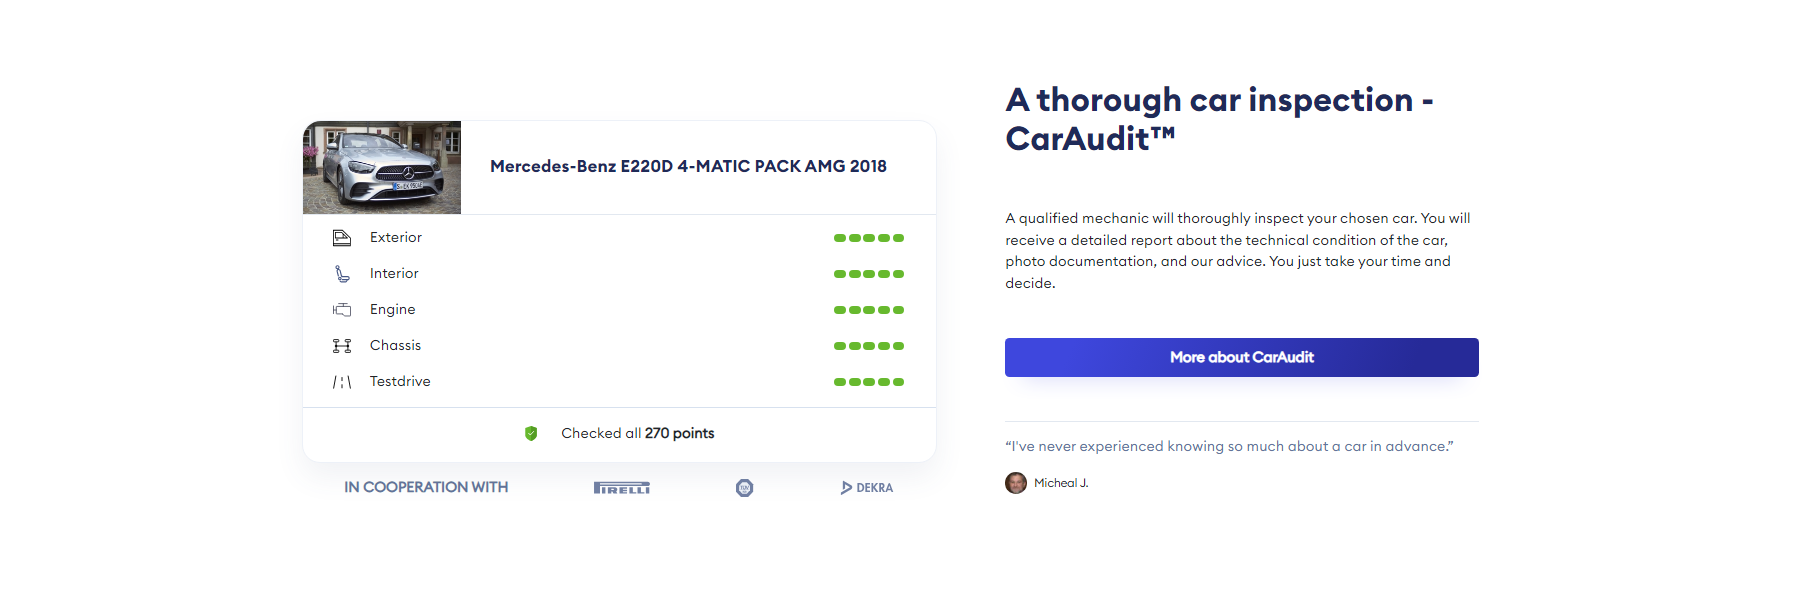 Mercedes-Benz E220D 4-MATIC PACK AMG 2018
Exterior
Interior
Engine
Chassis
Testdrive
Checked all 270 points
IN COOPERATION WITH
PIRELLI
DEKRA
A thorough car inspection -
CarAudit™
A qualified mechanic will thoroughly inspect your chosen car. You will
receive a detailed report about the technical condition of the car,
photo documentation, and our advice. You just take your time and
decide.
More about CarAudit
“I've never experienced knowing so much about a car in advance.”
Micheal J.